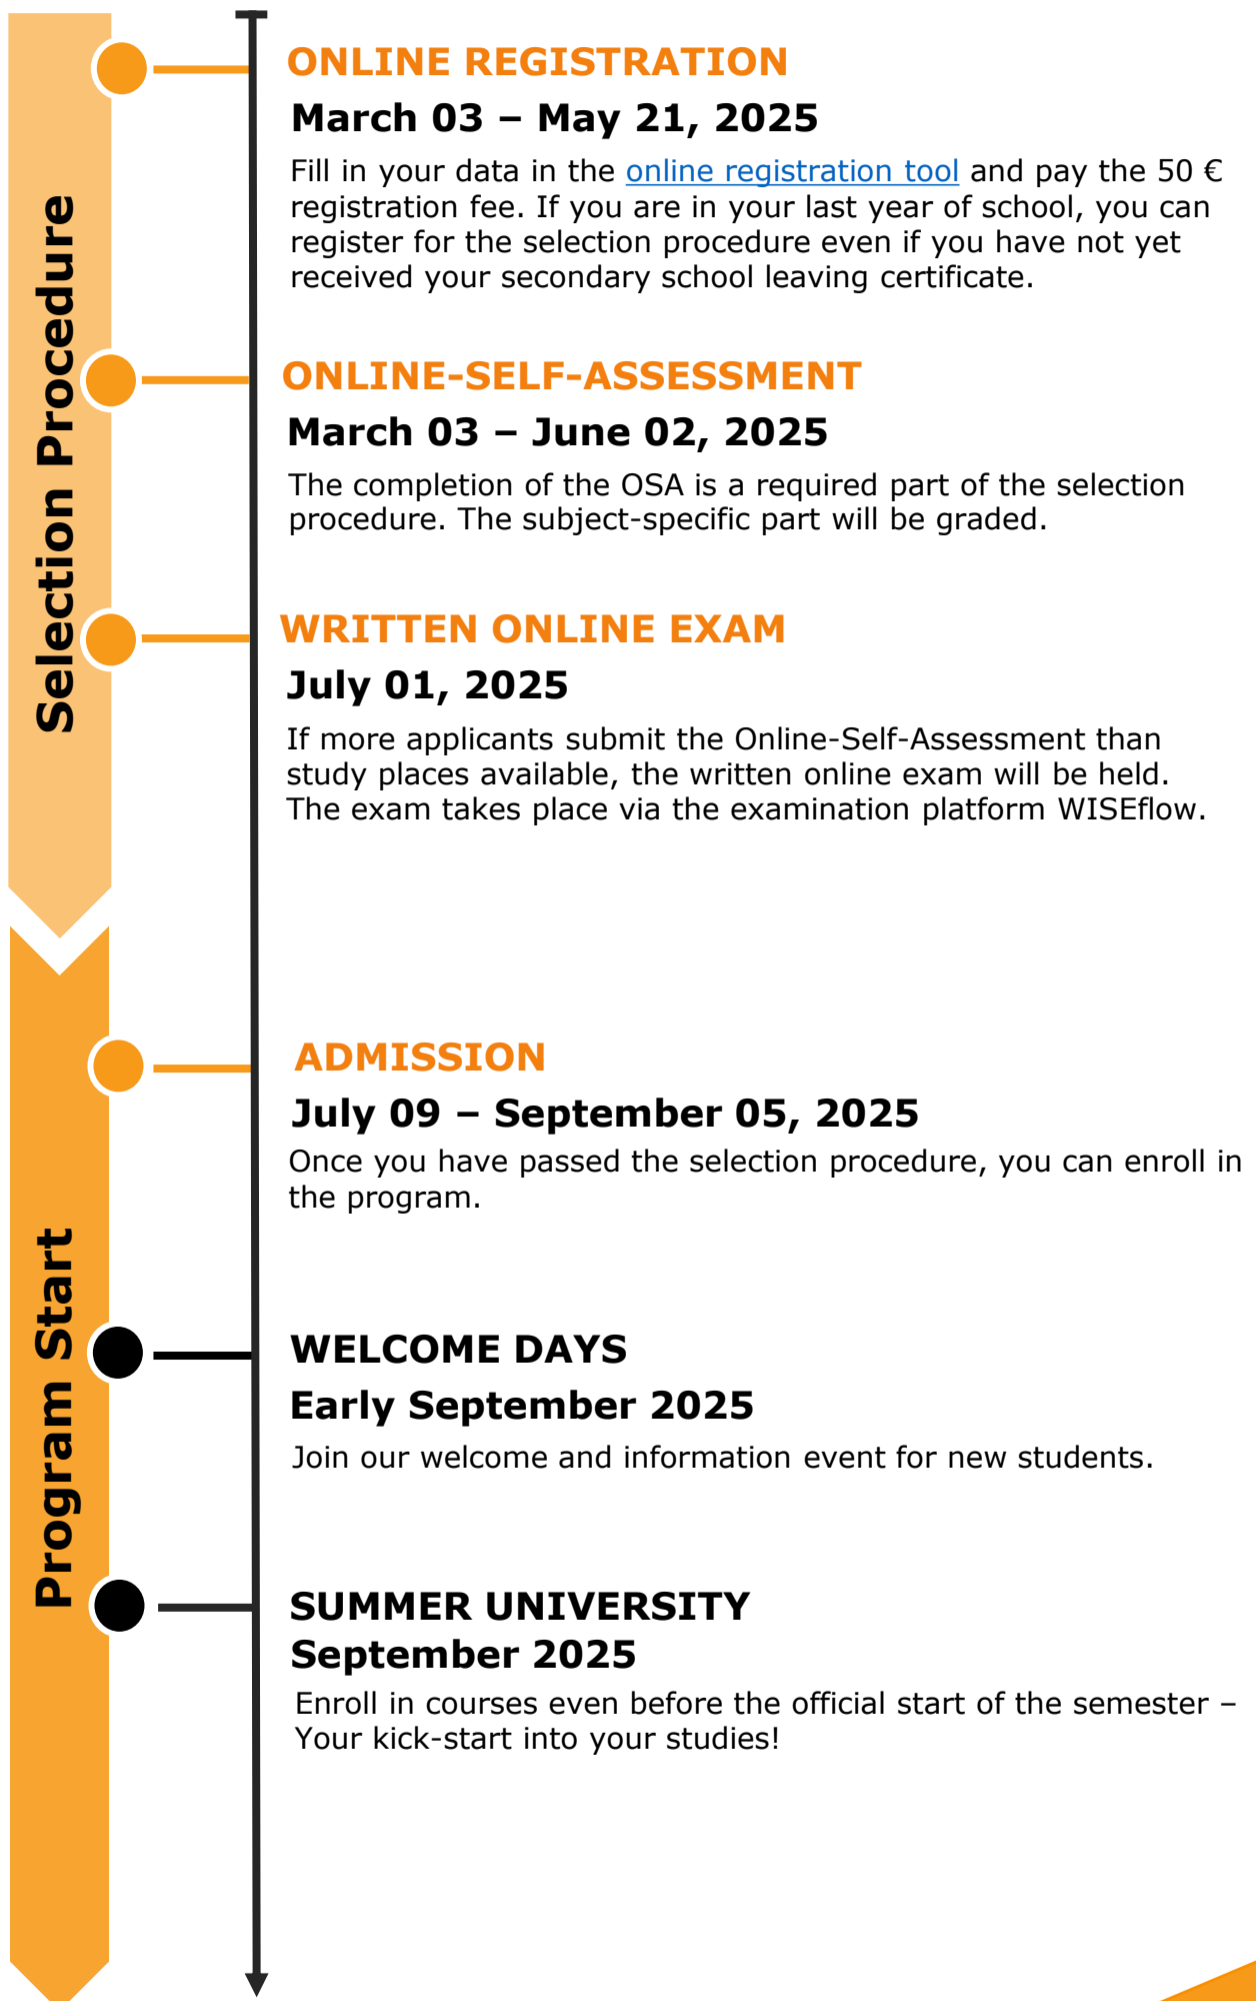 Selection Procedure
ONLINE REGISTRATION
March 03 – May 21, 2025
Fill in your data in the online registration tool and pay the 50 €
registration fee. If you are in your last year of school, you can
register for the selection procedure even if you have not yet
received your secondary school leaving certificate.
ONLINE-SELF-ASSESSMENT
March 03 – June 02, 2025
The completion of the OSA is a required part of the selection
procedure. The subject-specific part will be graded.
WRITTEN ONLINE EXAM
July 01, 2025
If more applicants submit the Online-Self-Assessment than
study places available, the written online exam will be held.
The exam takes place via the examination platform WISEflow.
Program Start
ADMISSION
July 09 – September 05, 2025
Once you have passed the selection procedure, you can enroll in
the program.
WELCOME DAYS
Early September 2025
Join our welcome and information event for new students.
SUMMER UNIVERSITY
September 2025
Enroll in courses even before the official start of the semester –
Your kick-start into your studies!